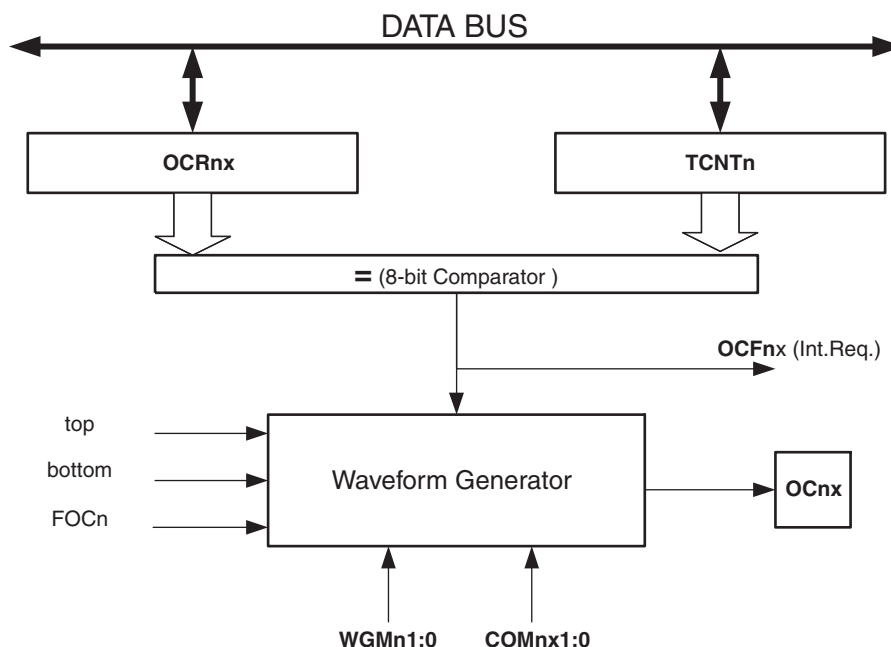 DATA BUS
OCRnx
TCNTn
= (8-bit Comparator )
OCFnx (Int.Req.)
top
bottom
FOCn
Waveform Generator
OCnx
WGMn1:0
COMnx1:0